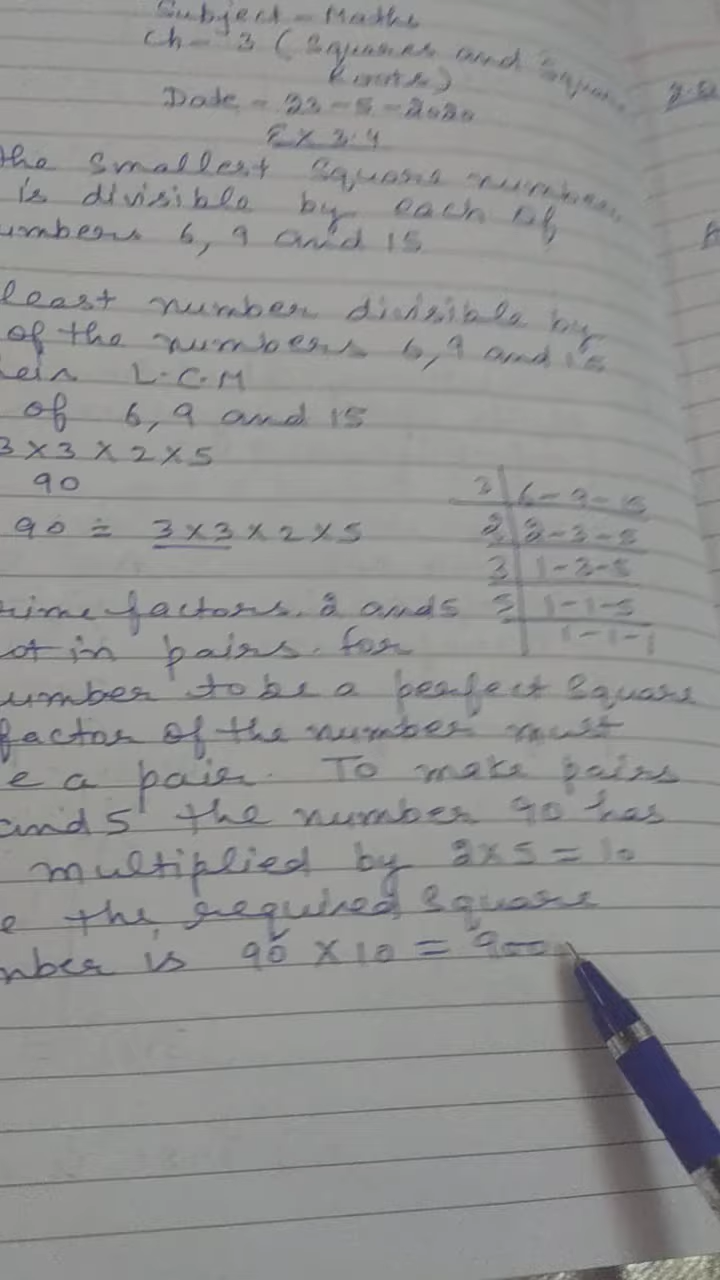 Subject - Maths
Ch - 3 (Squares and Square
Roots)
Date - 23-5-2020
Ex 3.4
the smallest square number
is divisible by each of
umbers 6, 9 and 15
least number divisible by
of the numbers 6, 9 and 15
heir L.C.M
of 6, 9 and 15
3 x 3 x 2 x 5
90
90 = 3 x 3 x 2 x 5
3 | 6 - 9 - 15
2 | 2 - 3 - 5
3 | 1 - 3 - 5
5 | 1 - 1 - 5
1 - 1 - 1
rime factors 2 and 5
ot in pairs. for
umber to be a perfect square
factor of the number must
e a pair. To make pairs
and 5 the number 90 has
multiplied by 2 x 5 = 10
e the required square
mber is 90 x 10 = 900